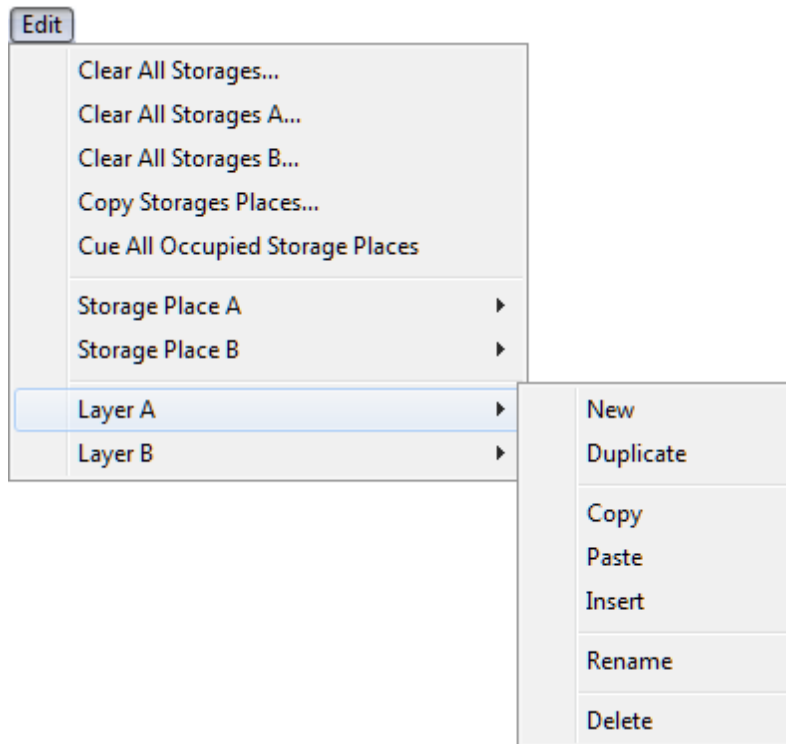 Edit
Clear All Storages...
Clear All Storages A...
Clear All Storages B...
Copy Storages Places...
Cue All Occupied Storage Places
Storage Place A
Storage Place B
Layer A
Layer B
New
Duplicate
Copy
Paste
Insert
Rename
Delete